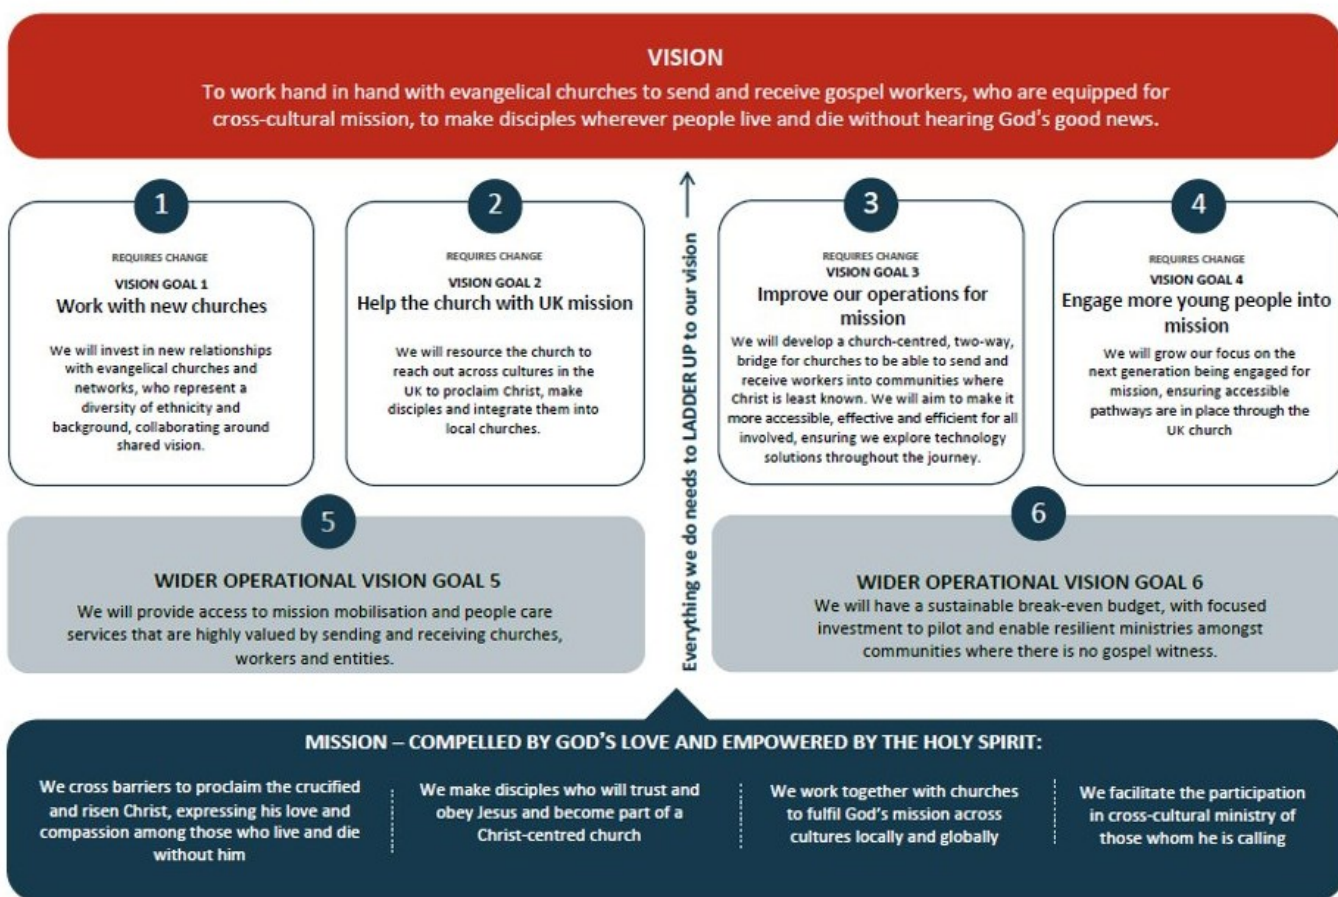 VISION
To work hand in hand with evangelical churches to send and receive gospel workers, who are equipped for
cross-cultural mission, to make disciples wherever people live and die without hearing God's good news.
1
REQUIRES CHANGE
VISION GOAL 1
Work with new churches
We will invest in new relationships
with evangelical churches and
networks, who represent a
diversity of ethnicity and
background, collaborating around
shared vision.
2
REQUIRES CHANGE
VISION GOAL 2
Help the church with UK mission
We will resource the church to
reach out across cultures in the
UK to proclaim Christ, make
disciples and integrate them into
local churches.
Everything we do needs to LADDER UP to our vision
3
REQUIRES CHANGE
VISION GOAL 3
Improve our operations for
mission
We will develop a church-centred, two-way,
bridge for churches to be able to send and
receive workers into communities where
Christ is least known. We will aim to make it
more accessible, effective and efficient for all
involved, ensuring we explore technology
solutions throughout the journey.
4
REQUIRES CHANGE
VISION GOAL 4
Engage more young people into
mission
We will grow our focus on the
next generation being engaged for
mission, ensuring accessible
pathways are in place through the
UK church
5
WIDER OPERATIONAL VISION GOAL 5
We will provide access to mission mobilisation and people care
services that are highly valued by sending and receiving churches,
workers and entities.
6
WIDER OPERATIONAL VISION GOAL 6
We will have a sustainable break-even budget, with focused
investment to pilot and enable resilient ministries amongst
communities where there is no gospel witness.
MISSION – COMPELLED BY GOD'S LOVE AND EMPOWERED BY THE HOLY SPIRIT:
We cross barriers to proclaim the crucified
and risen Christ, expressing his love and
compassion among those who live and die
without him
We make disciples who will trust and
obey Jesus and become part of a
Christ-centred church
We work together with churches
to fulfil God's mission across
cultures locally and globally
We facilitate the participation
in cross-cultural ministry of
those whom he is calling